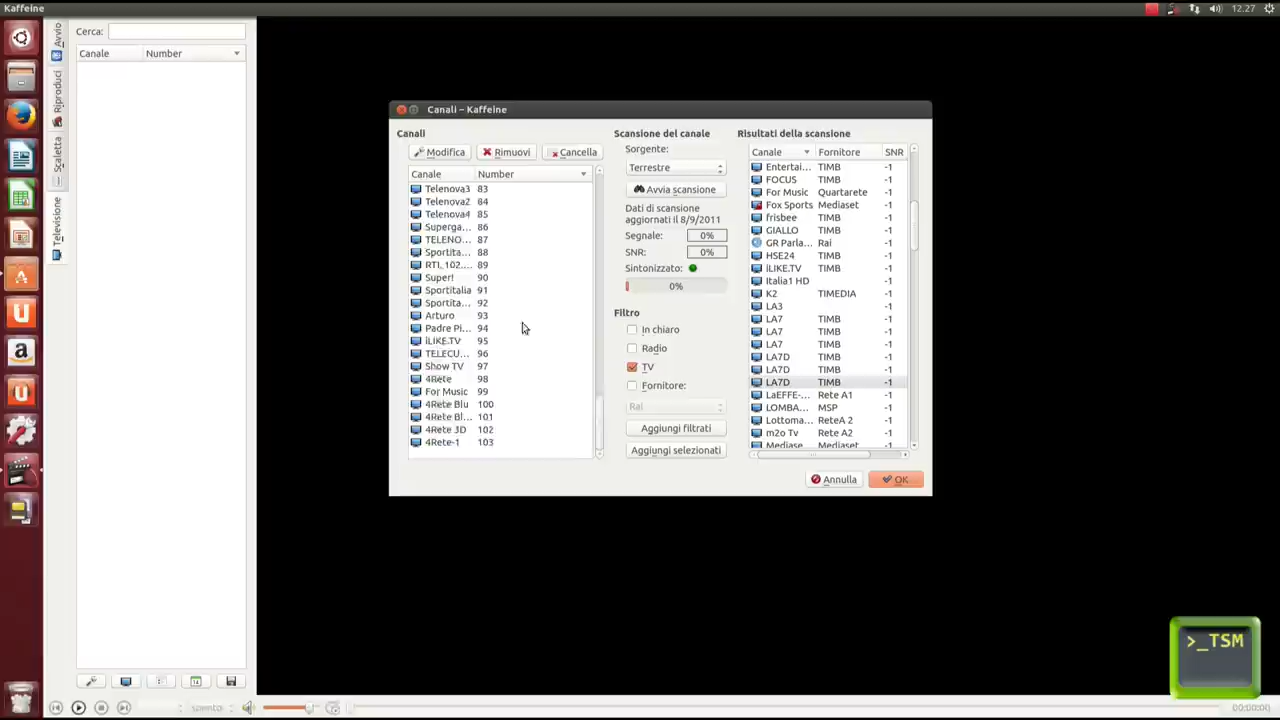 Kaffeine
12.27
Cerca:
Canale Number
Avvio
Riproduci
Scaletta
Televisione
Canali – Kaffeine
Canali
Modifica Rimuovi Cancella
Canale Number
Telenova3 83
Telenova2 84
Telenova4 85
Superga... 86
TELENO... 87
Sportita... 88
RTL 102.... 89
Super! 90
Sportitalia 91
Sportita... 92
Arturo 93
Padre Pi... 94
iLIKE.TV 95
TELECU... 96
Show TV 97
4Rete 98
For Music 99
4Rete Blu 100
4Rete Bl... 101
4Rete 3D 102
4Rete-1 103
Scansione del canale
Sorgente:
Terrestre
Avvia scansione
Dati di scansione
aggiornati il 8/9/2011
Segnale: 0%
SNR: 0%
Sintonizzato:
0%
Filtro
In chiaro
Radio
TV
Fornitore:
Rai
Aggiungi filtrati
Aggiungi selezionati
Risultati della scansione
Canale Fornitore SNR
Entertai... TIMB -1
FOCUS TIMB -1
For Music Quartarete -1
Fox Sports Mediaset -1
frisbee TIMB -1
GIALLO TIMB -1
GR Parla... Rai -1
HSE24 TIMB -1
iLIKE.TV TIMB -1
Italia1 HD -1
K2 TIMEDIA -1
LA3 -1
LA7 TIMB -1
LA7 TIMB -1
LA7 TIMB -1
LA7D TIMB -1
LA7D TIMB -1
LA7D TIMB -1
LaEFFE-... Rete A1 -1
LOMBA... MSP -1
Lottoma... ReteA 2 -1
m2o Tv Rete A2 -1
Mediase... Mediaset -1
Annulla OK
>_TSM
spento
00:00:00